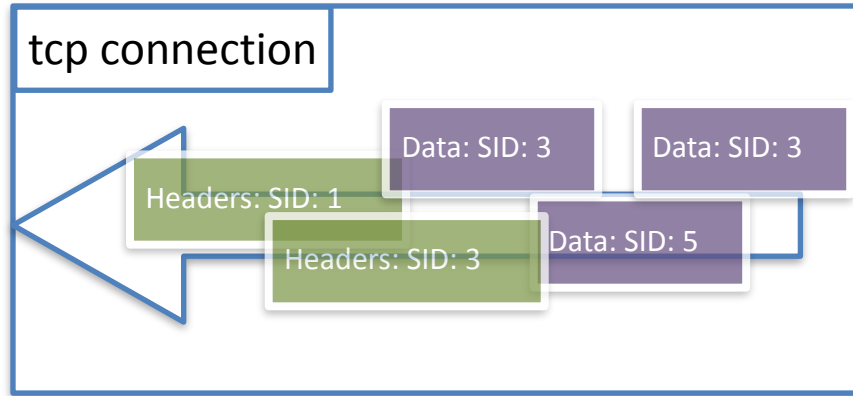 tcp connection
Data: SID: 3
Data: SID: 3
Headers: SID: 1
Data: SID: 5
Headers: SID: 3